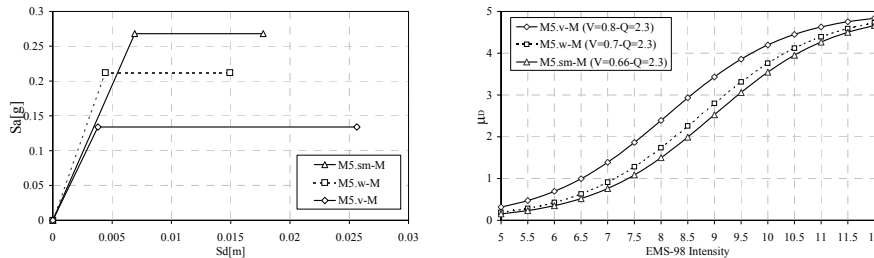 0.3
0.25
0.2
0.15
0.1
0.05
0
Sa[g]
0 0.005 0.01 0.015 0.02 0.025 0.03
Sd[m]
M5.sm-M
M5.w-M
M5.v-M
5
4
3
2
1
0
μD
5 5.5 6 6.5 7 7.5 8 8.5 9 9.5 10 10.5 11 11.5
EMS-98 Intensity
M5.v-M (V=0.8-Q=2.3)
M5.w-M (V=0.7-Q=2.3)
M5.sm-M (V=0.66-Q=2.3)